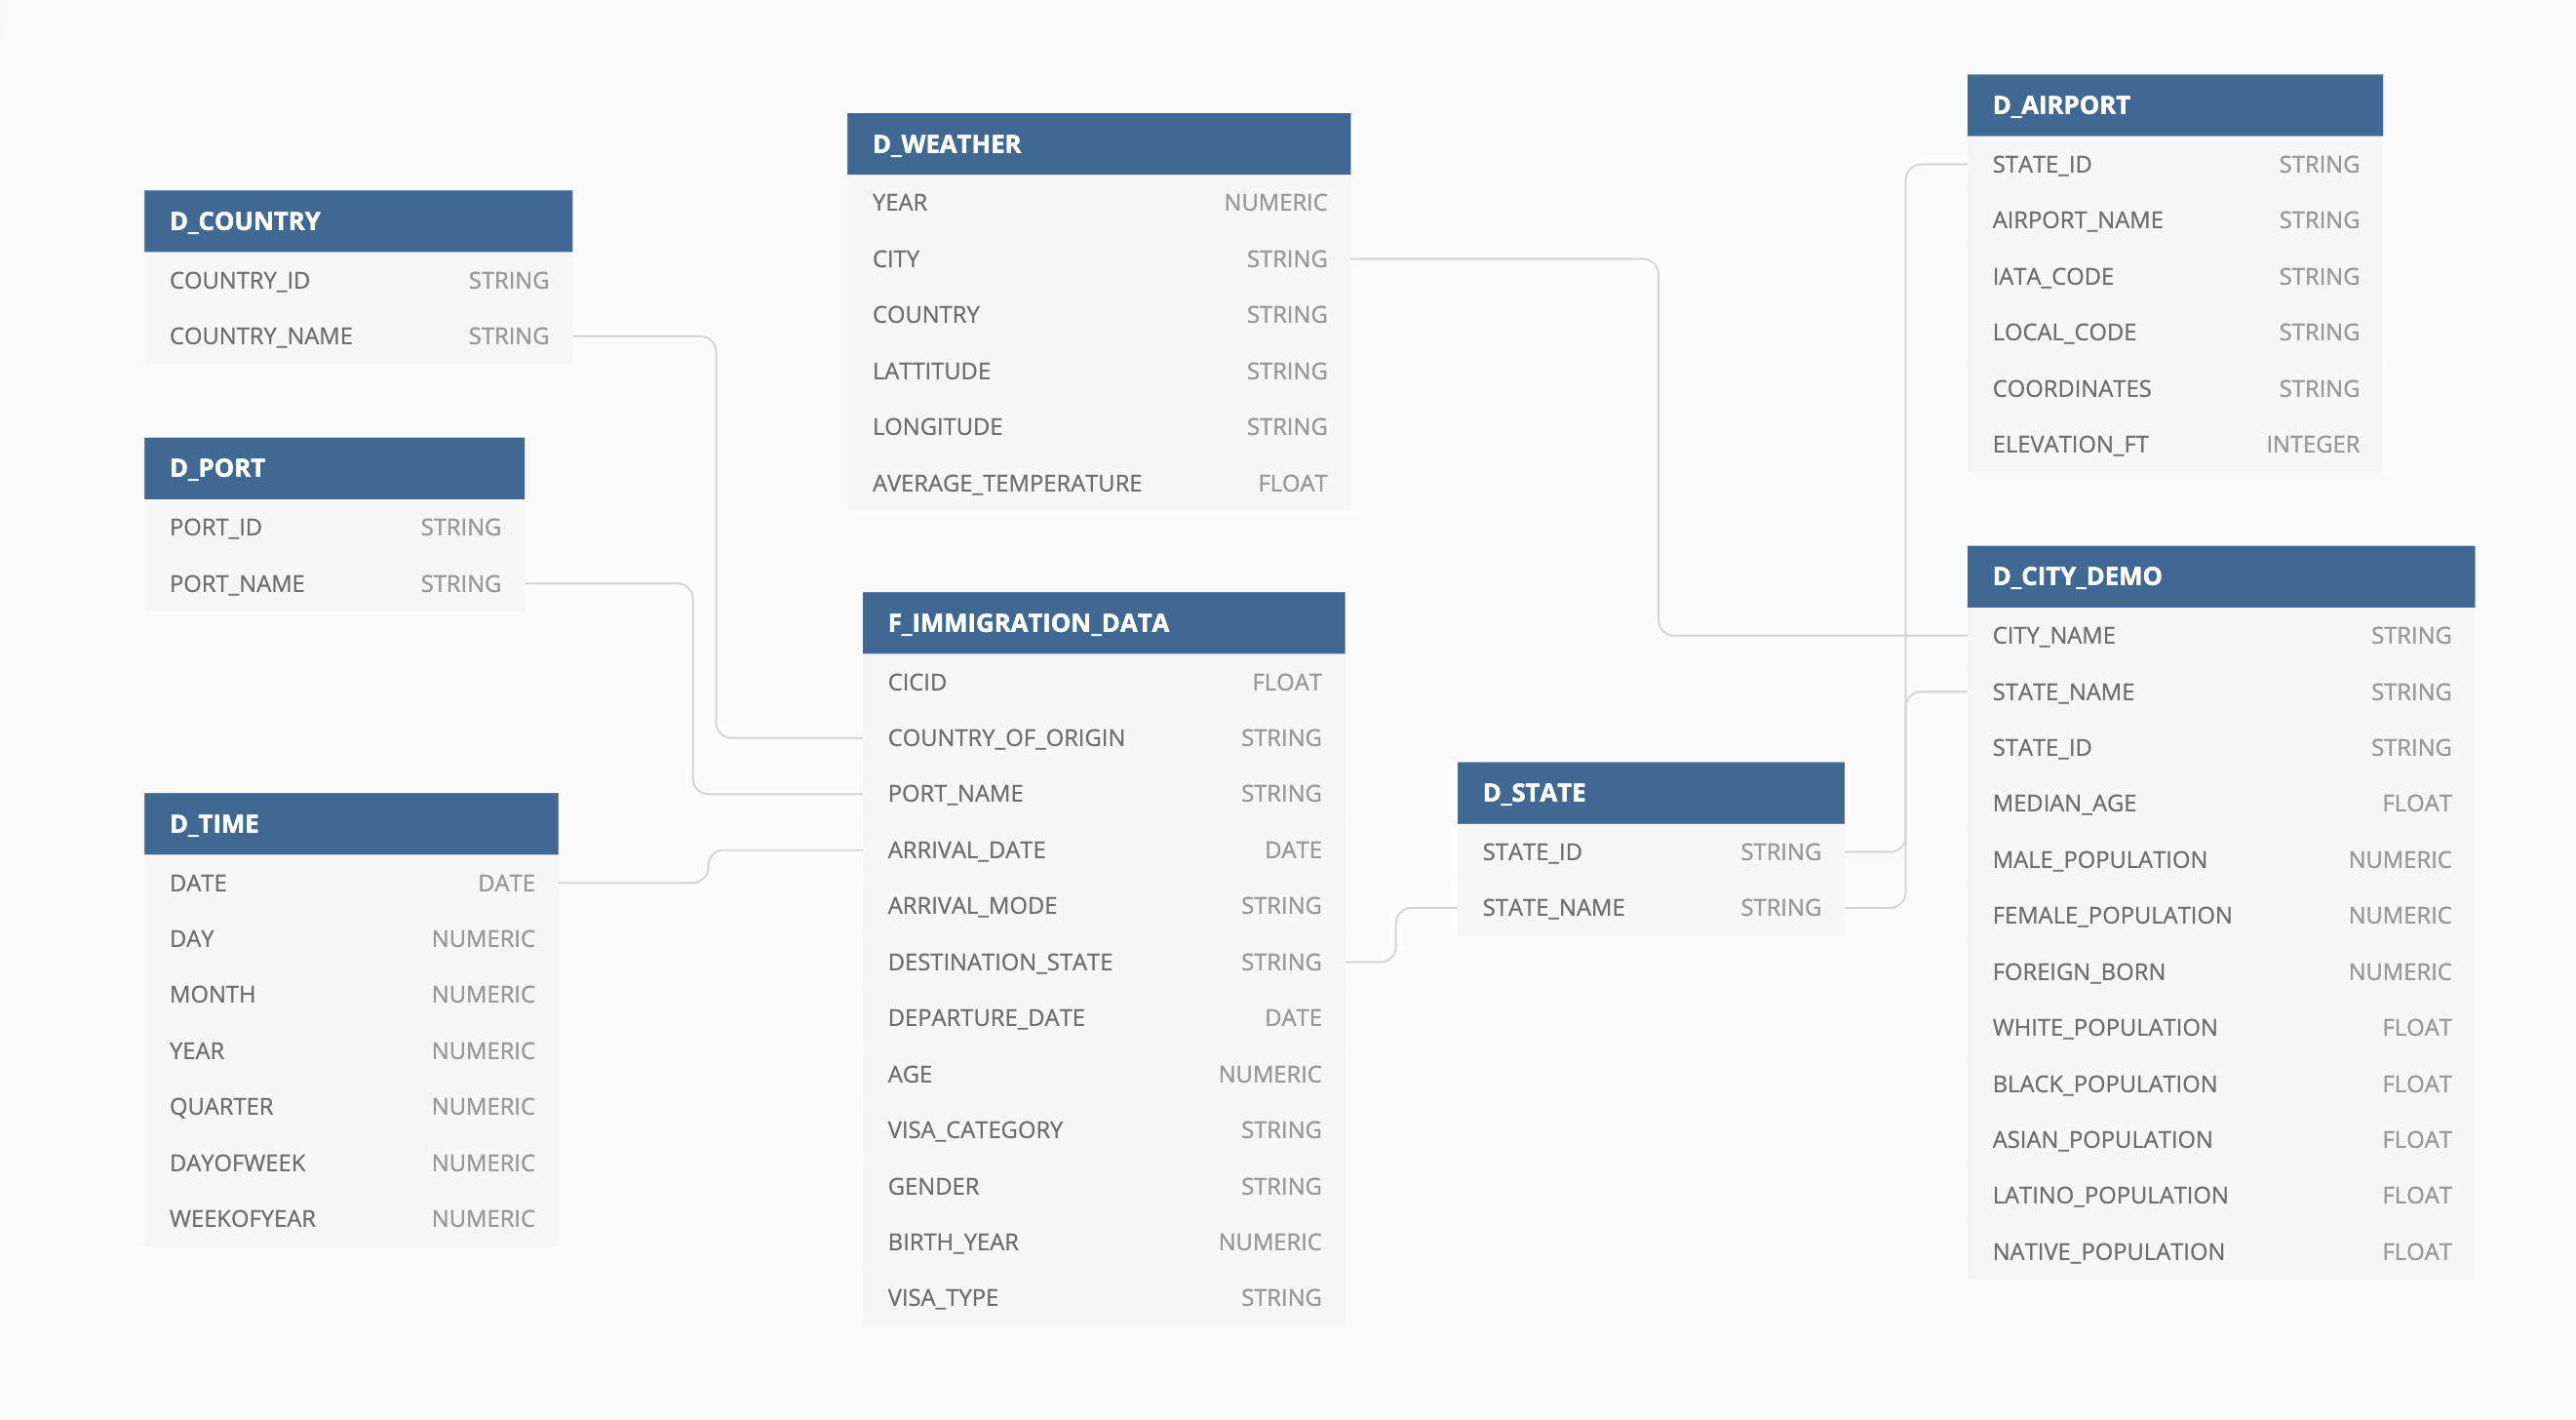 D_COUNTRY
COUNTRY_ID STRING
COUNTRY_NAME STRING
D_PORT
PORT_ID STRING
PORT_NAME STRING
D_TIME
DATE DATE
DAY NUMERIC
MONTH NUMERIC
YEAR NUMERIC
QUARTER NUMERIC
DAYOFWEEK NUMERIC
WEEKOFYEAR NUMERIC
D_WEATHER
YEAR NUMERIC
CITY STRING
COUNTRY STRING
LATTITUDE STRING
LONGITUDE STRING
AVERAGE_TEMPERATURE FLOAT
F_IMMIGRATION_DATA
CICID FLOAT
COUNTRY_OF_ORIGIN STRING
PORT_NAME STRING
ARRIVAL_DATE DATE
ARRIVAL_MODE STRING
DESTINATION_STATE STRING
DEPARTURE_DATE DATE
AGE NUMERIC
VISA_CATEGORY STRING
GENDER STRING
BIRTH_YEAR NUMERIC
VISA_TYPE STRING
D_STATE
STATE_ID STRING
STATE_NAME STRING
D_AIRPORT
STATE_ID STRING
AIRPORT_NAME STRING
IATA_CODE STRING
LOCAL_CODE STRING
COORDINATES STRING
ELEVATION_FT INTEGER
D_CITY_DEMO
CITY_NAME STRING
STATE_NAME STRING
STATE_ID STRING
MEDIAN_AGE FLOAT
MALE_POPULATION NUMERIC
FEMALE_POPULATION NUMERIC
FOREIGN_BORN NUMERIC
WHITE_POPULATION FLOAT
BLACK_POPULATION FLOAT
ASIAN_POPULATION FLOAT
LATINO_POPULATION FLOAT
NATIVE_POPULATION FLOAT